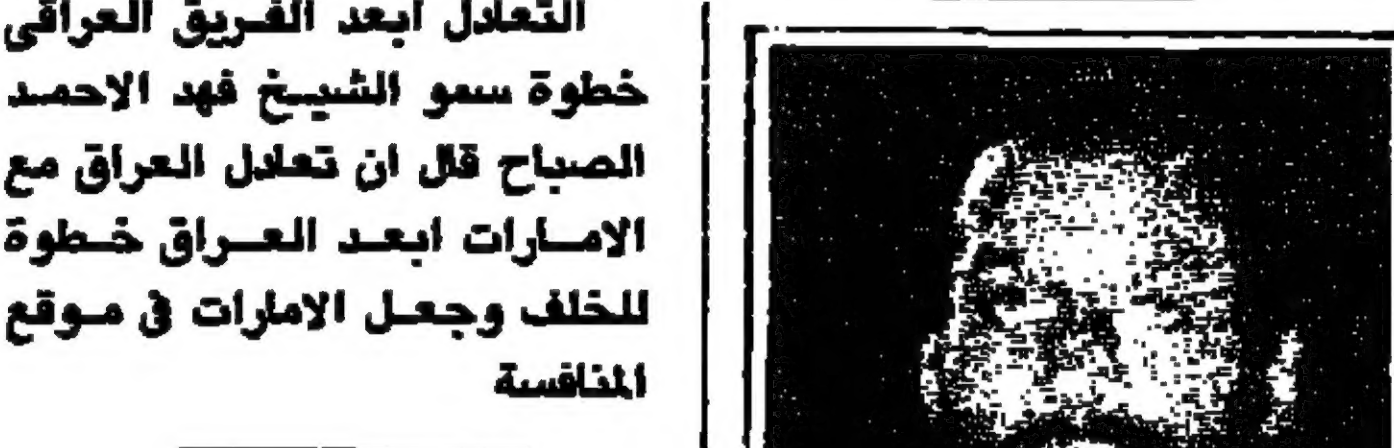 التعادل ابعد الفريق العراقى
خطوة سمو الشيخ فهد الاحمد
الصباح قال ان تعادل العراق مع
الامارات ابعد العراق خطوة
للخلف وجعل الامارات في موقع
المنافسة